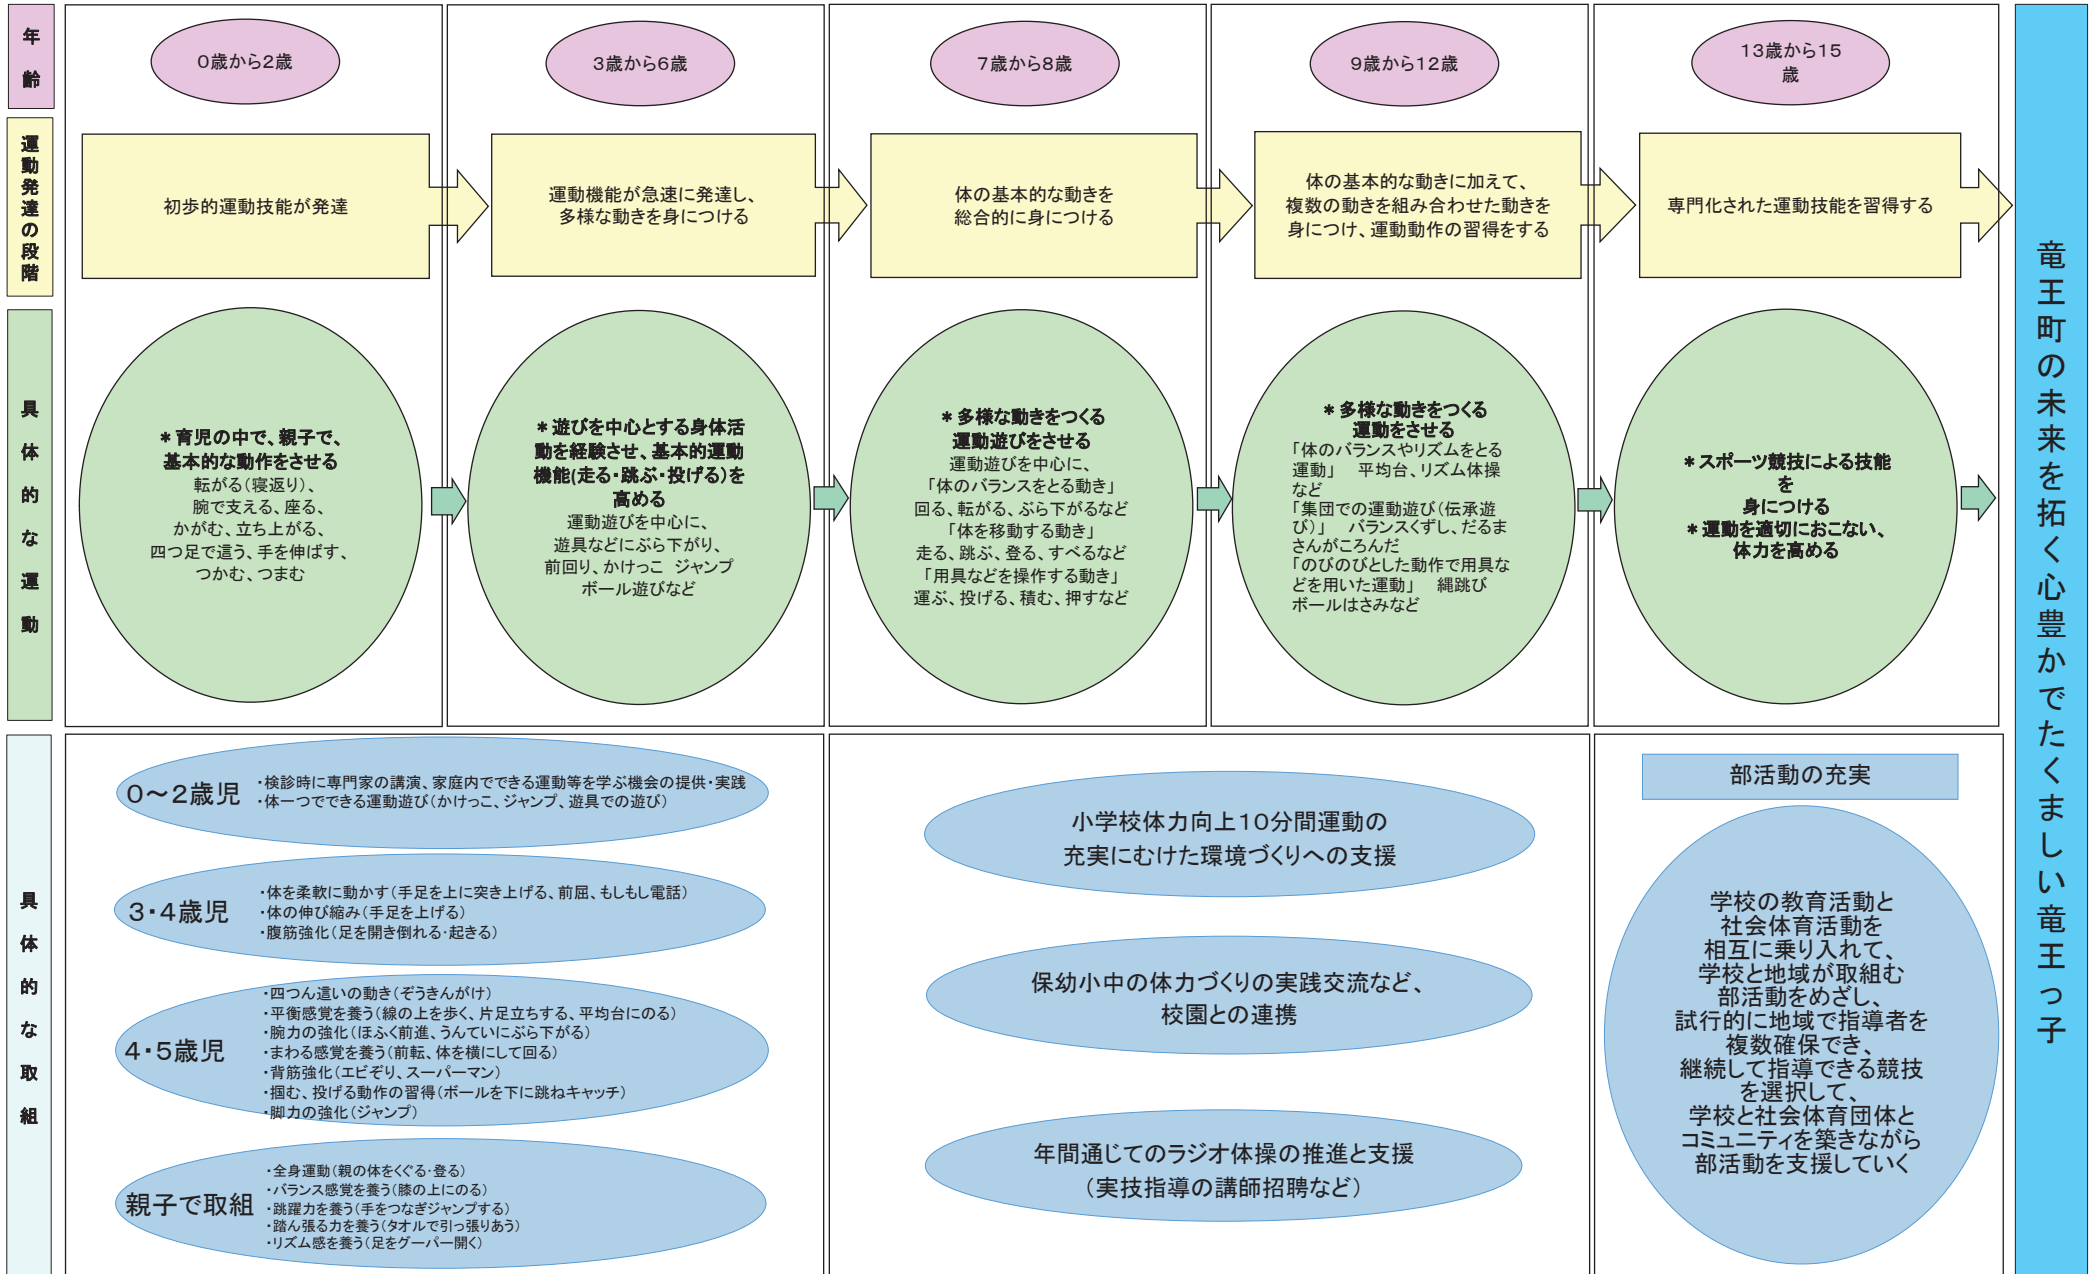 年齢
0歳から2歳
3歳から6歳
7歳から8歳
9歳から12歳
13歳から15
歳
運動発達の段階
初歩的運動技能が発達
運動機能が急速に発達し、
多様な動きを身につける
体の基本的な動きを
総合的に身につける
体の基本的な動きに加えて、
複数の動きを組み合わせた動きを
身につけ、運動動作の習得をする
専門化された運動技能を習得する
具体的な運動
＊育児の中で、親子で、
基本的な動作をさせる
転がる(寝返り)、
腕で支える、座る、
かがむ、立ち上がる、
四つ足で這う、手を伸ばす、
つかむ、つまむ
＊遊びを中心とする身体活
動を経験させ、基本的運動
機能(走る・跳ぶ・投げる)を
高める
運動遊びを中心に、
遊具などにぶら下がり、
前回り、かけっこ ジャンプ
ボール遊びなど
＊多様な動きをつくる
運動遊びをさせる
運動遊びを中心に、
「体のバランスをとる動き」
回る、転がる、ぶら下がるなど
「体を移動する動き」
走る、跳ぶ、登る、すべるなど
「用具などを操作する動き」
運ぶ、投げる、積む、押すなど
＊多様な動きをつくる
運動をさせる
「体のバランスやリズムをとる
運動」 平均台、リズム体操
など
「集団での運動遊び(伝承遊
び)」 バランスくずし、だるま
さんがころんだ
「のびのびとした動作で用具な
どを用いた運動」 縄跳び
ボールはさみなど
＊スポーツ競技による技能
を
身につける
＊運動を適切におこない、
体力を高める
具体的な取組
0～2歳児
・検診時に専門家の講演、家庭内でできる運動等を学ぶ機会の提供・実践
・体一つでできる運動遊び(かけっこ、ジャンプ、遊具での遊び)
3・4歳児
・体を柔軟に動かす(手足を上に突き上げる、前屈、もしもし電話)
・体の伸び縮み(手足を上げる)
・腹筋強化(足を開き倒れる・起きる)
4・5歳児
・四つん這いの動き(ぞうきんがけ)
・平衡感覚を養う(線の上を歩く、片足立ちする、平均台にのる)
・腕力の強化(ほふく前進、うんていにぶら下がる)
・まわる感覚を養う(前転、体を横にして回る)
・背筋強化(エビぞり、スーパーマン)
・掴む、投げる動作の習得(ボールを下に跳ねキャッチ)
・脚力の強化(ジャンプ)
親子で取組
・全身運動(親の体をくぐる・登る)
・バランス感覚を養う(膝の上にのる)
・跳躍力を養う(手をつなぎジャンプする)
・踏ん張る力を養う(タオルで引っ張りあう)
・リズム感を養う(足をグーパー開く)
小学校体力向上10分間運動の
充実にむけた環境づくりへの支援
保幼小中の体力づくりの実践交流など、
校園との連携
年間通じてのラジオ体操の推進と支援
(実技指導の講師招聘など)
部活動の充実
学校の教育活動と
社会体育活動を
相互に乗り入れて、
学校と地域が取組む
部活動をめざし、
試行的に地域で指導者を
複数確保でき、
継続して指導できる競技
を選択して、
学校と社会体育団体と
コミュニティを築きながら
部活動を支援していく
竜王町の未来を拓く心豊かでたくましい竜王っ子